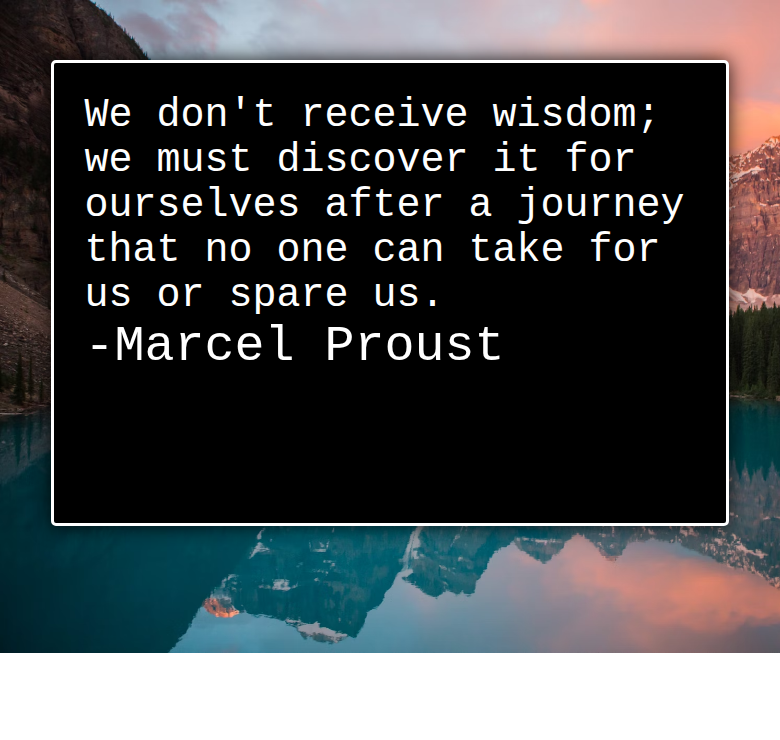 We don't receive wisdom;
we must discover it for
ourselves after a journey
that no one can take for
us or spare us.
-Marcel Proust